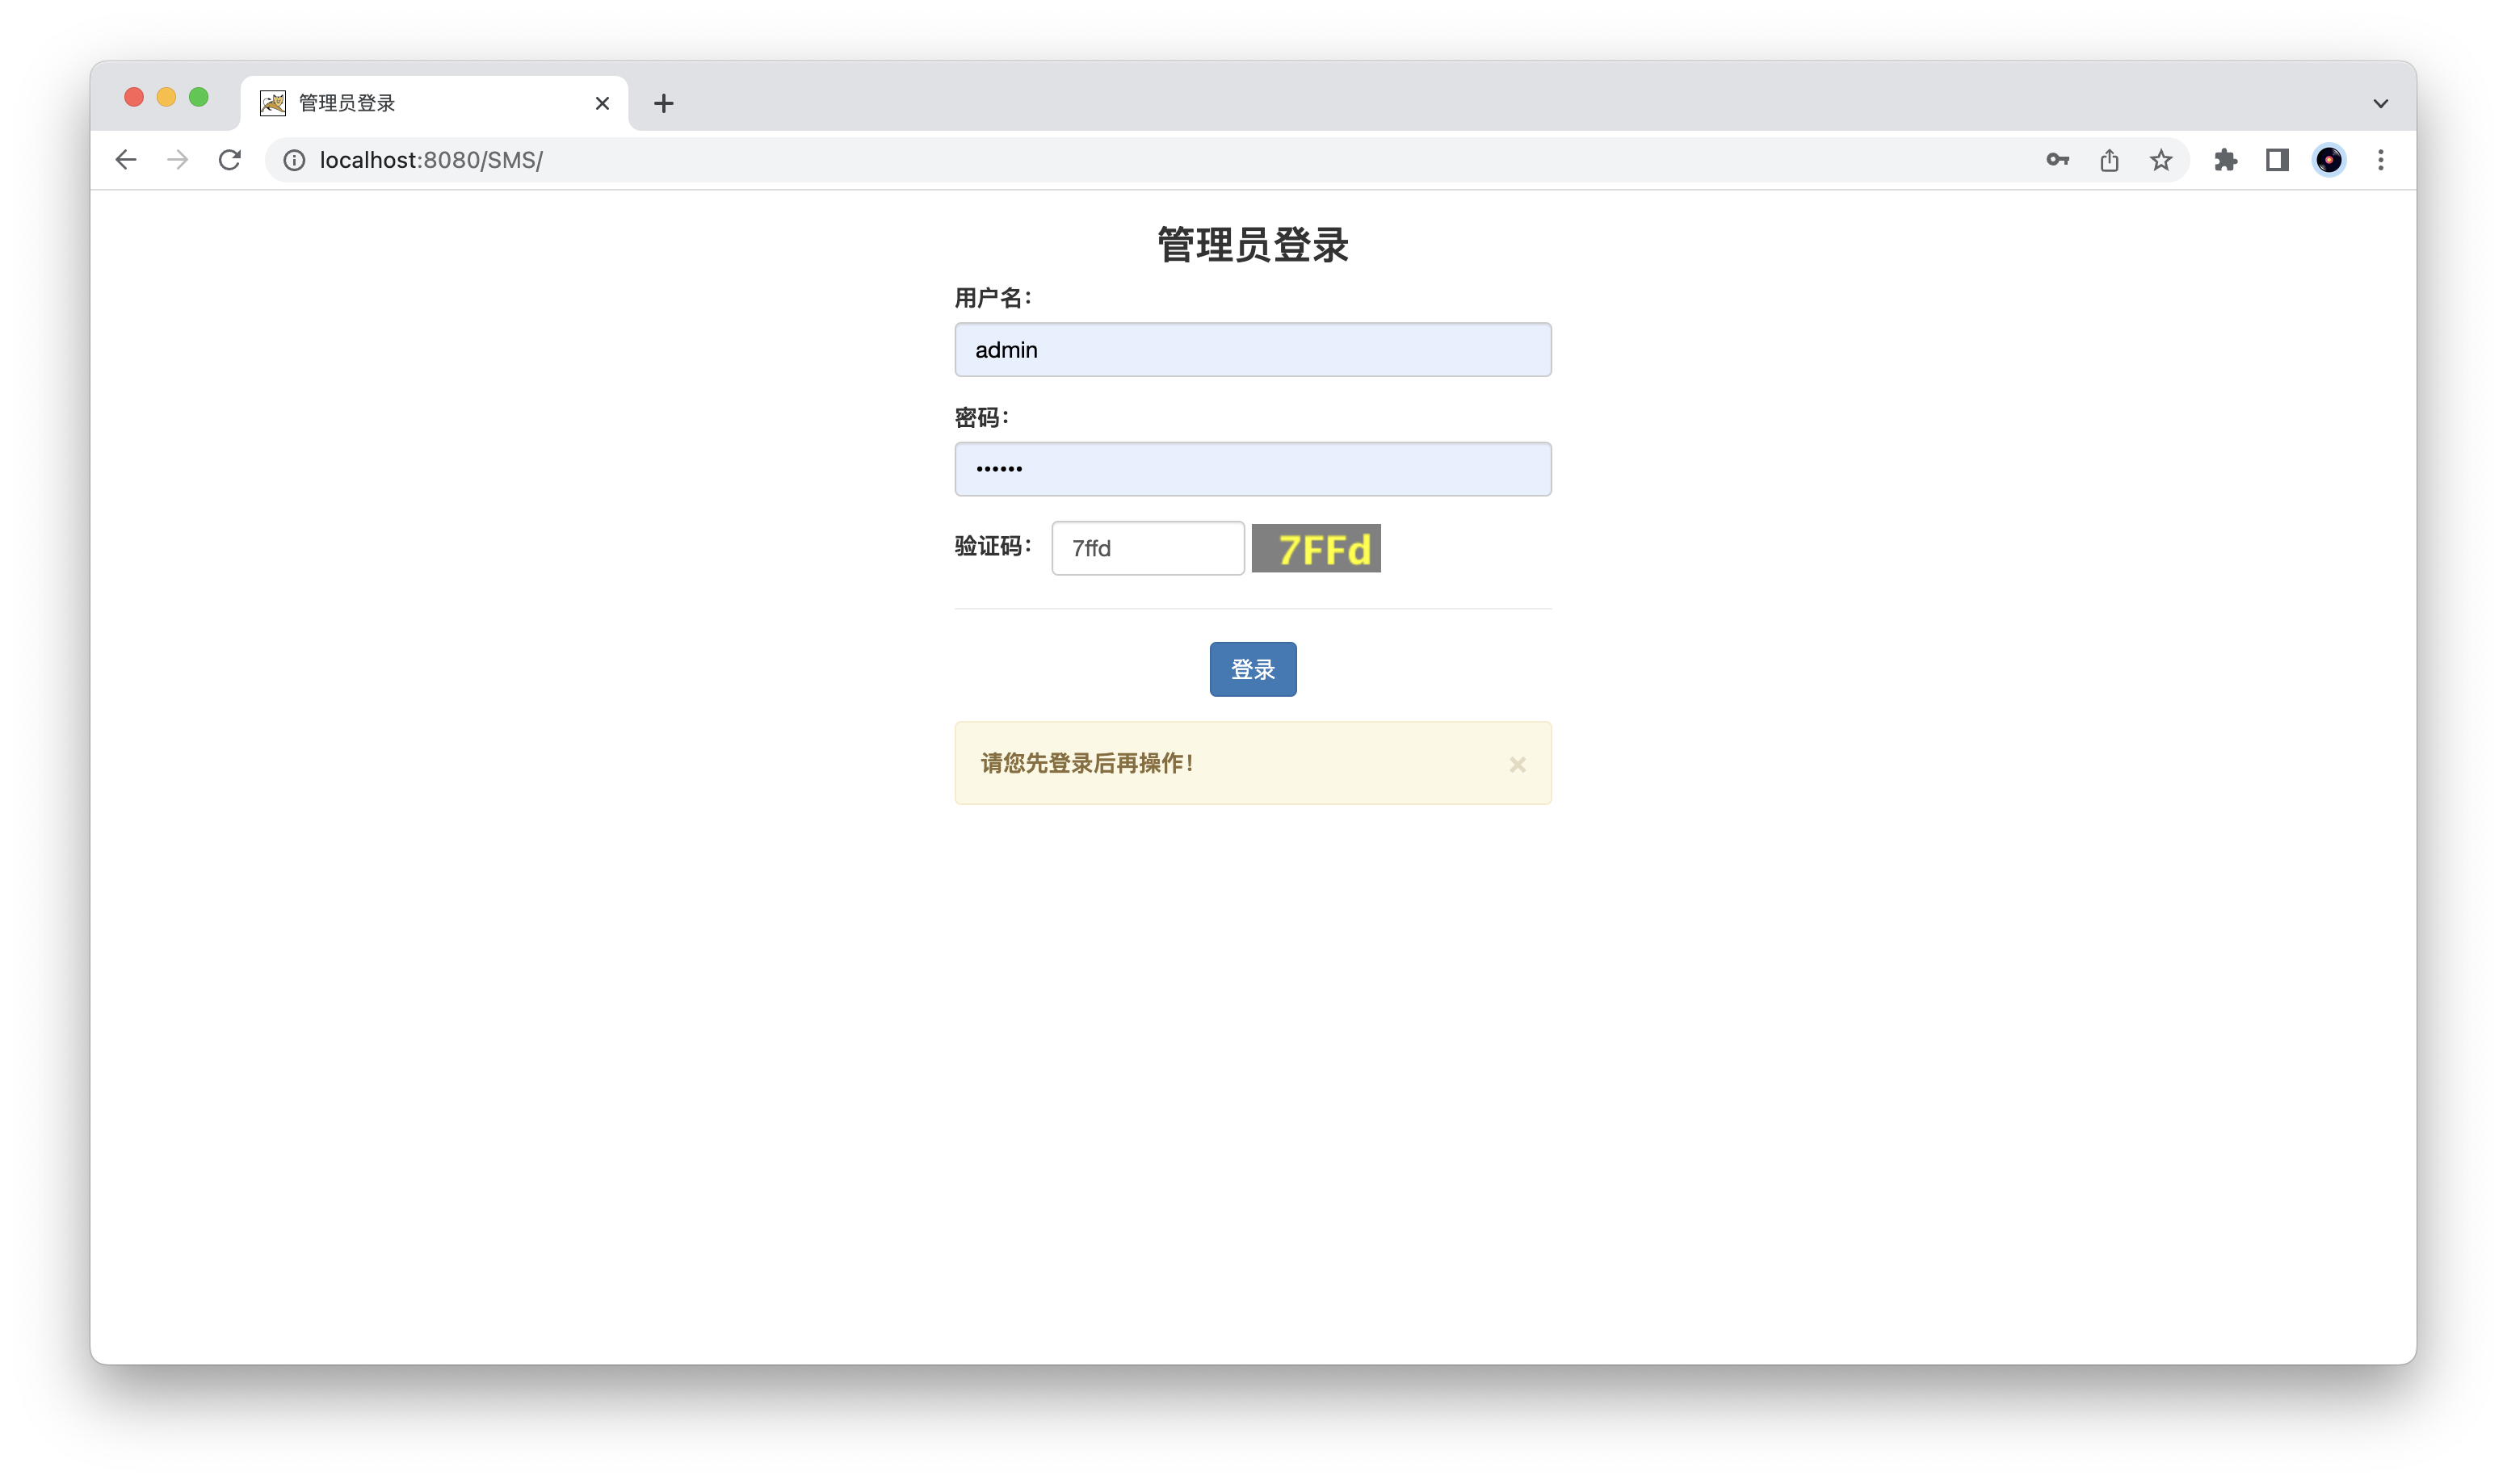 管理员登录
localhost:8080/SMS/
管理员登录
用户名：
admin
密码：
••••••
验证码： 7ffd 7FFd
登录
请您先登录后再操作！ ×